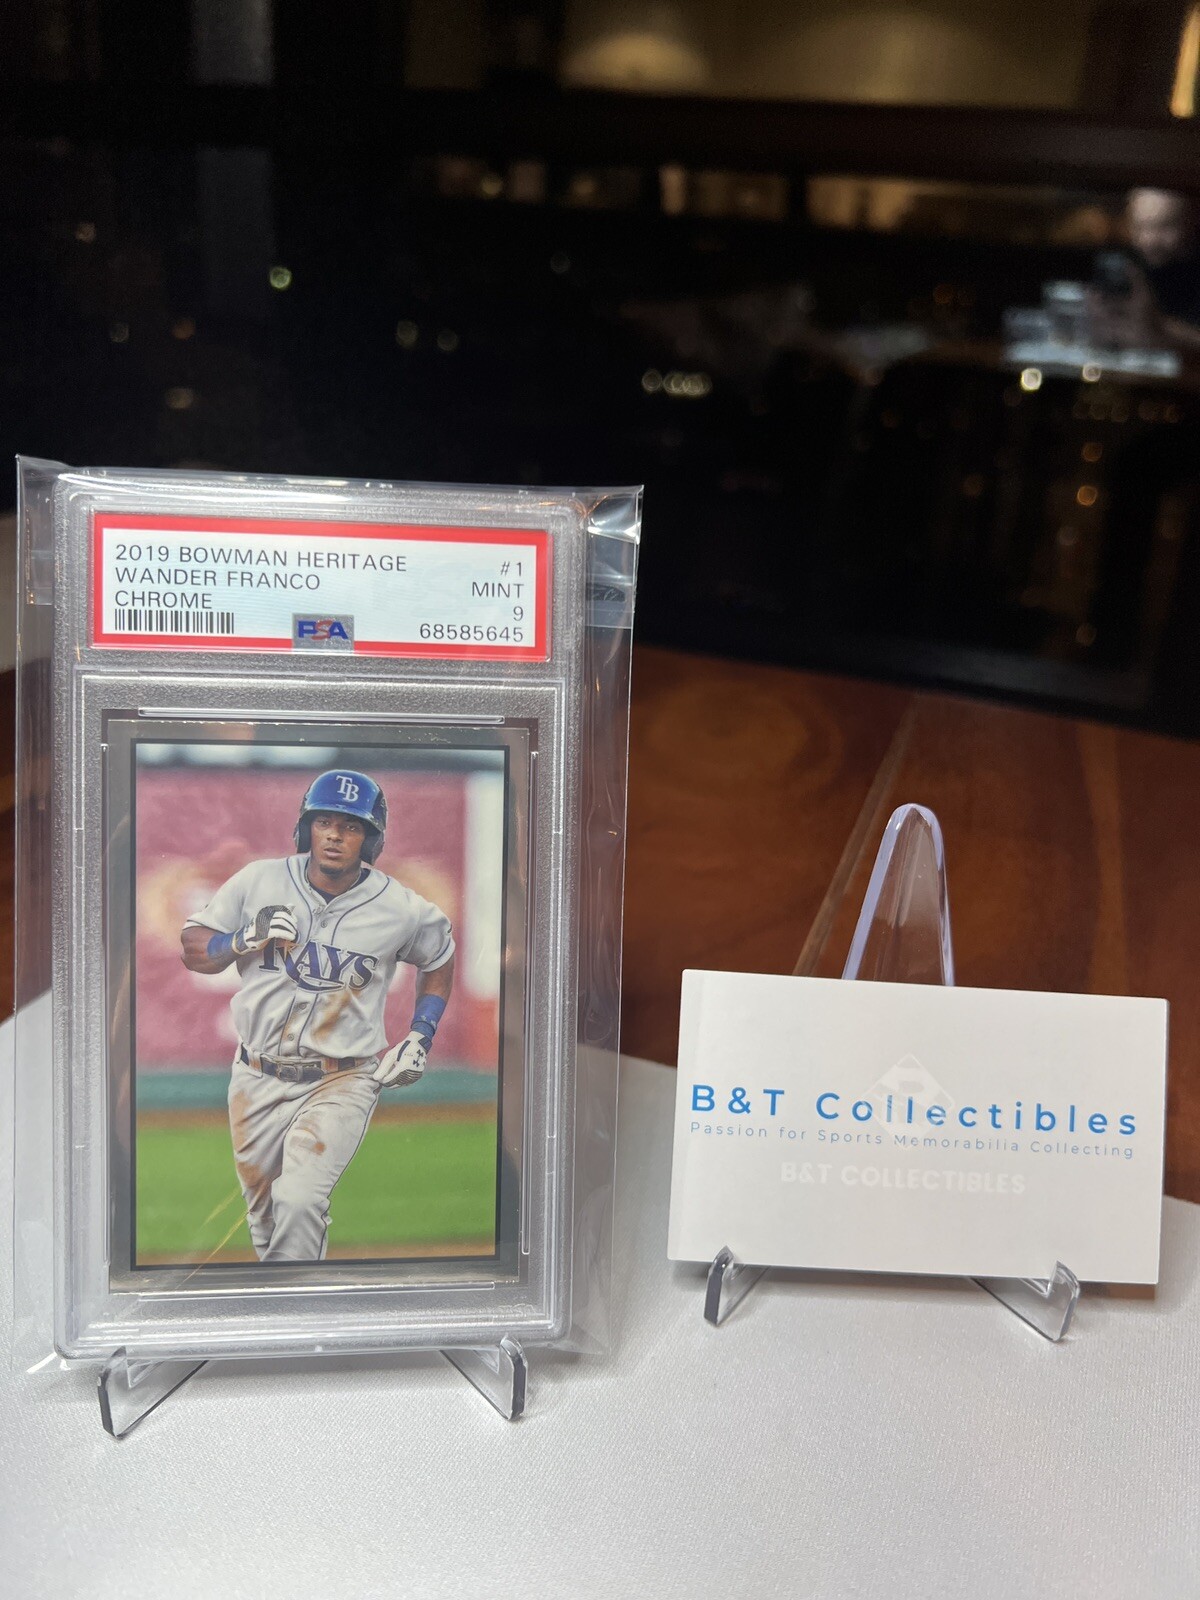 2019 BOWMAN HERITAGE #1
WANDER FRANCO MINT
CHROME 9
PSA 68585645
TB
RAYS
B&T Collectibles
Passion for Sports Memorabilia Collecting
B&T COLLECTIBLES